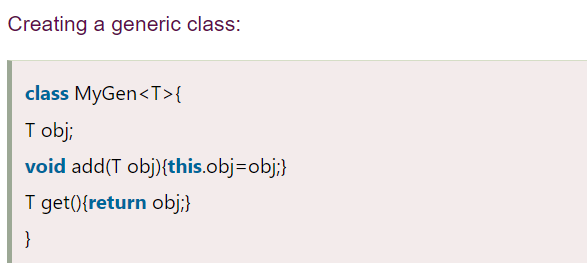 Creating a generic class:
class MyGen<T>{
T obj;
void add(T obj){this.obj=obj;}
T get(){return obj;}
}